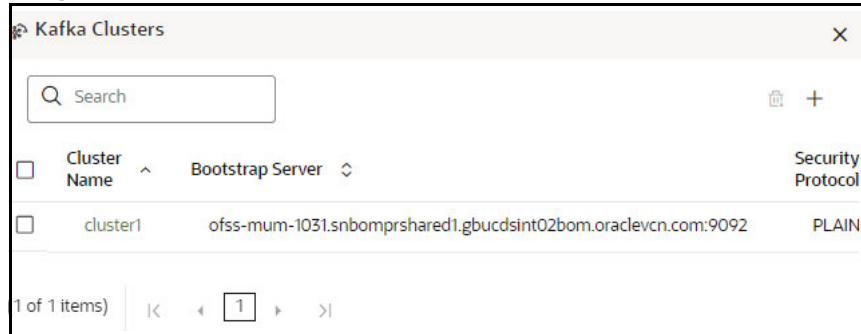 Kafka Clusters
Search
Cluster Name
Bootstrap Server
Security Protocol
cluster1
ofss-mum-1031.snbomprshared1.gbucdsint02bom.oraclevcn.com:9092
PLAIN
1 of 1 items)
1